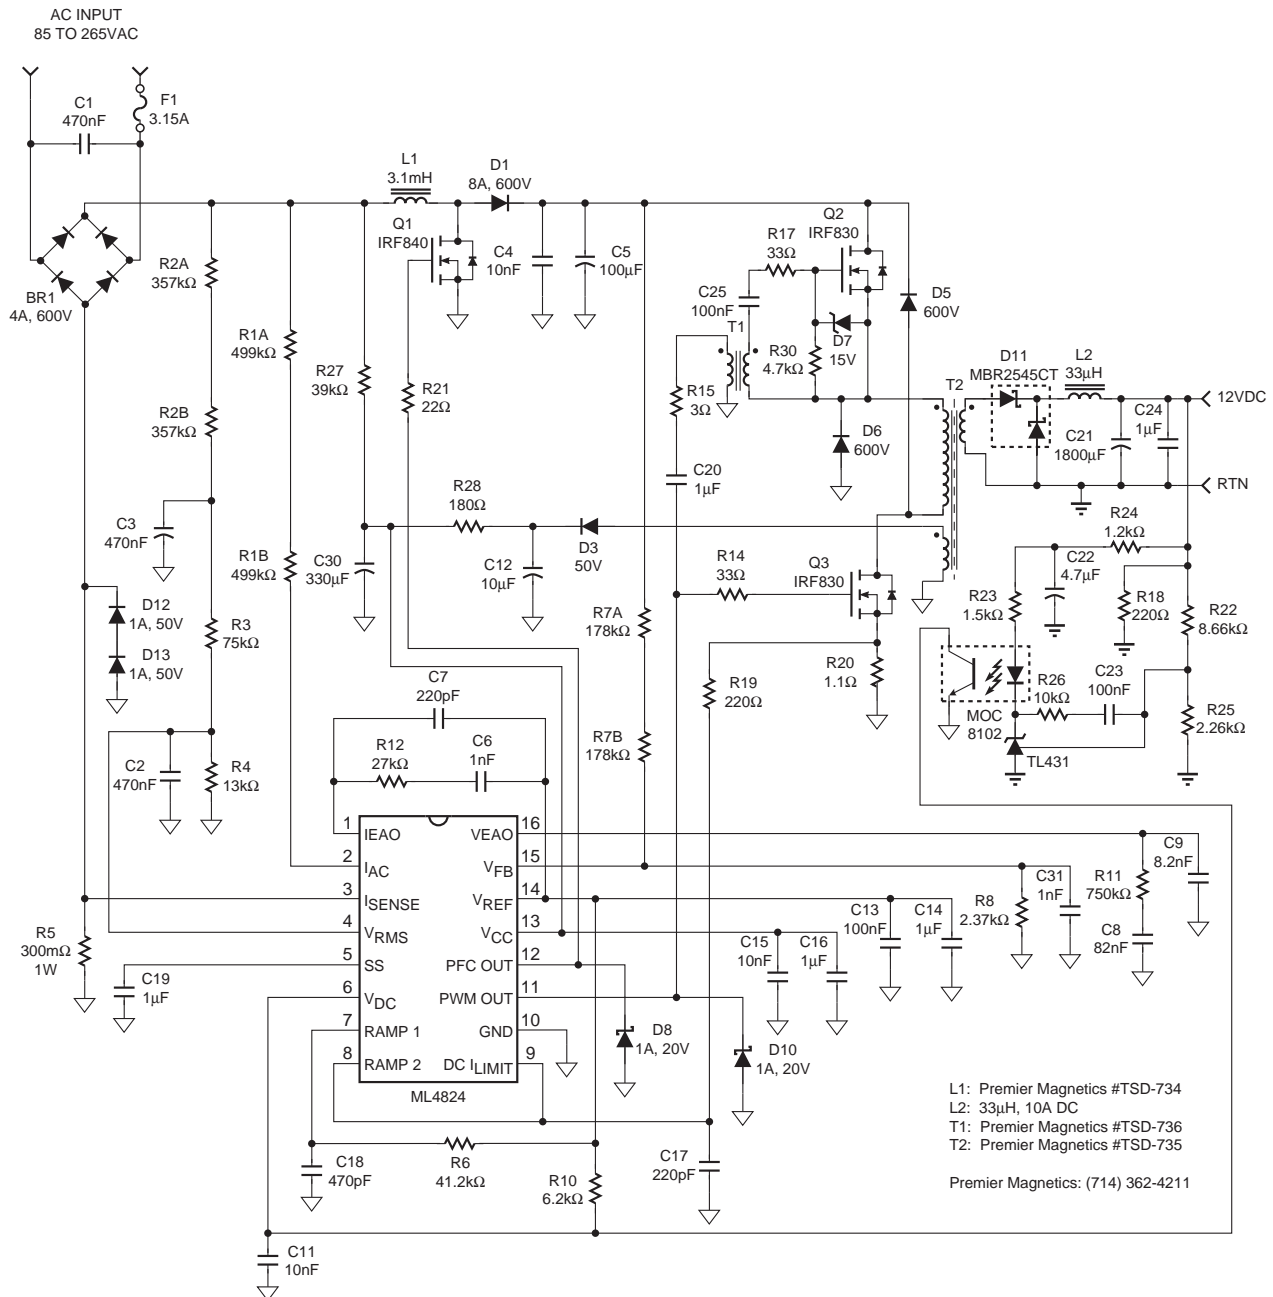 AC INPUT
85 TO 265VAC
C1
470nF
F1
3.15A
BR1
4A, 600V
R2A
357kΩ
R2B
357kΩ
C3
470nF
R1A
499kΩ
R1B
499kΩ
D12
1A, 50V
D13
1A, 50V
R3
75kΩ
C2
470nF
R4
13kΩ
R5
300mΩ
1W
C19
1µF
L1
3.1mH
D1
8A, 600V
Q1
IRF840
C4
10nF
C5
100µF
R27
39kΩ
R21
22Ω
R28
180Ω
C30
330µF
C12
10µF
D3
50V
R17
33Ω
Q2
IRF830
C25
100nF
T1
D7
15V
R30
4.7kΩ
R15
3Ω
C20
1µF
D5
600V
D6
600V
T2
D11
MBR2545CT
L2
33µH
12VDC
C24
1µF
C21
1800µF
RTN
R24
1.2kΩ
C22
4.7µF
R14
33Ω
Q3
IRF830
R23
1.5kΩ
R18
220Ω
R22
8.66kΩ
R7A
178kΩ
R7B
178kΩ
R19
220Ω
R20
1.1Ω
MOC
8102
R26
10kΩ
C23
100nF
R25
2.26kΩ
TL431
C7
220pF
R12
27kΩ
C6
1nF
1
IEAO
2
IAC
3
ISENSE
4
VRMS
5
SS
6
VDC
7
RAMP 1
8
RAMP 2
VEAO
16
VFB
15
VREF
14
VCC
13
PFC OUT
12
PWM OUT
11
GND
10
DC ILIMIT
9
ML4824
C9
8.2nF
R11
750kΩ
C8
82nF
C31
1nF
R8
2.37kΩ
C13
100nF
C14
1µF
C15
10nF
C16
1µF
D8
1A, 20V
D10
1A, 20V
C18
470pF
R6
41.2kΩ
R10
6.2kΩ
C17
220pF
C11
10nF
L1: Premier Magnetics #TSD-734
L2: 33µH, 10A DC
T1: Premier Magnetics #TSD-736
T2: Premier Magnetics #TSD-735
Premier Magnetics: (714) 362-4211